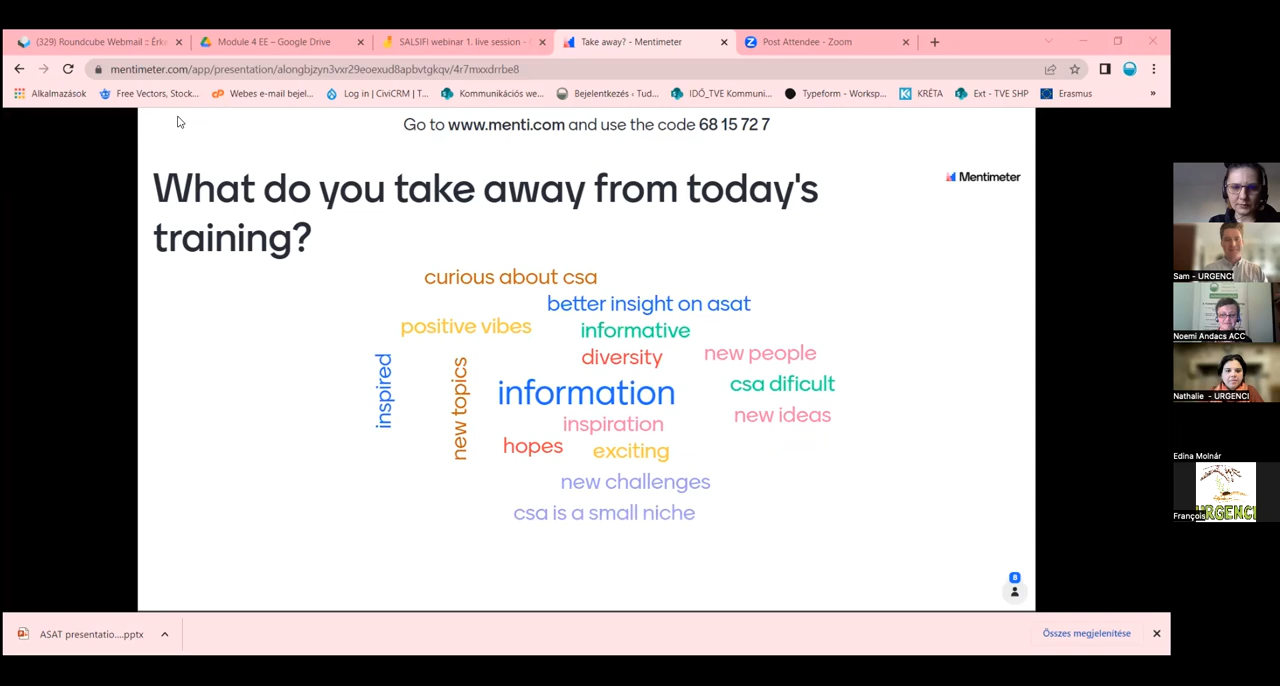 (329) Roundcube Webmail :: Érke
Module 4 EE – Google Drive
SALSIFI webinar 1. live session -
Take away? - Mentimeter
Post Attendee - Zoom
mentimeter.com/app/presentation/alongbjzyn3vxr29eoexud8apbvtgkqv/4r7mxxdrrbe8
Alkalmazások
Free Vectors, Stock...
Webes e-mail bejel...
Log in | CiviCRM | T...
Kommunikációs we...
Bejelentkezés ‹ Tud...
IDŐ_TVE Kommuni...
Typeform - Worksp...
KRÉTA
Ext - TVE SHP
Erasmus
»
Go to www.menti.com and use the code 68 15 72 7
Mentimeter
What do you take away from today's
training?
curious about csa
better insight on asat
positive vibes
informative
diversity
new people
inspired
new topics
information
csa dificult
inspiration
new ideas
hopes
exciting
new challenges
csa is a small niche
8
ASAT presentatio....pptx
Összes megjelenítése
Sam - URGENCI
Noemi Andacs ACC
Nathalie - URGENCI
Edina Molnár
François
URGENCI